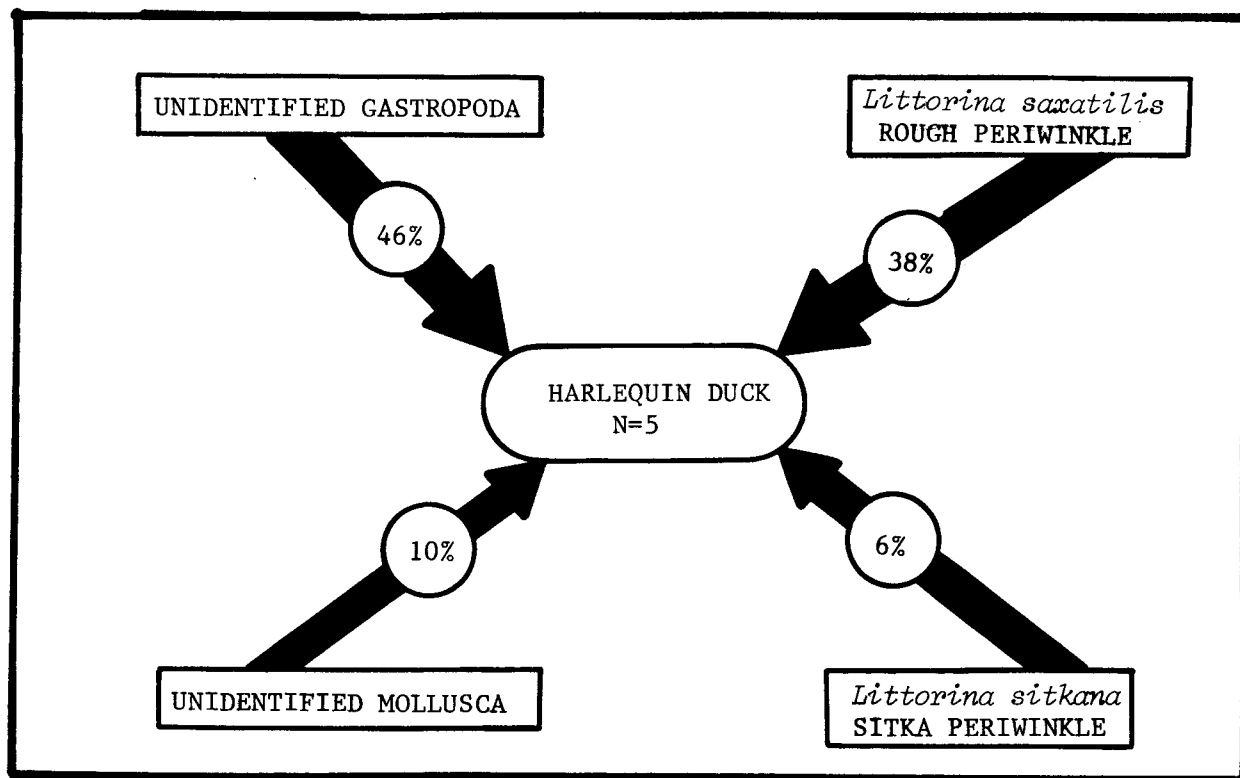 UNIDENTIFIED GASTROPODA
Littorina saxatilis
ROUGH PERIWINKLE
46%
38%
HARLEQUIN DUCK
N=5
10%
6%
UNIDENTIFIED MOLLUSCA
Littorina sitkana
SITKA PERIWINKLE